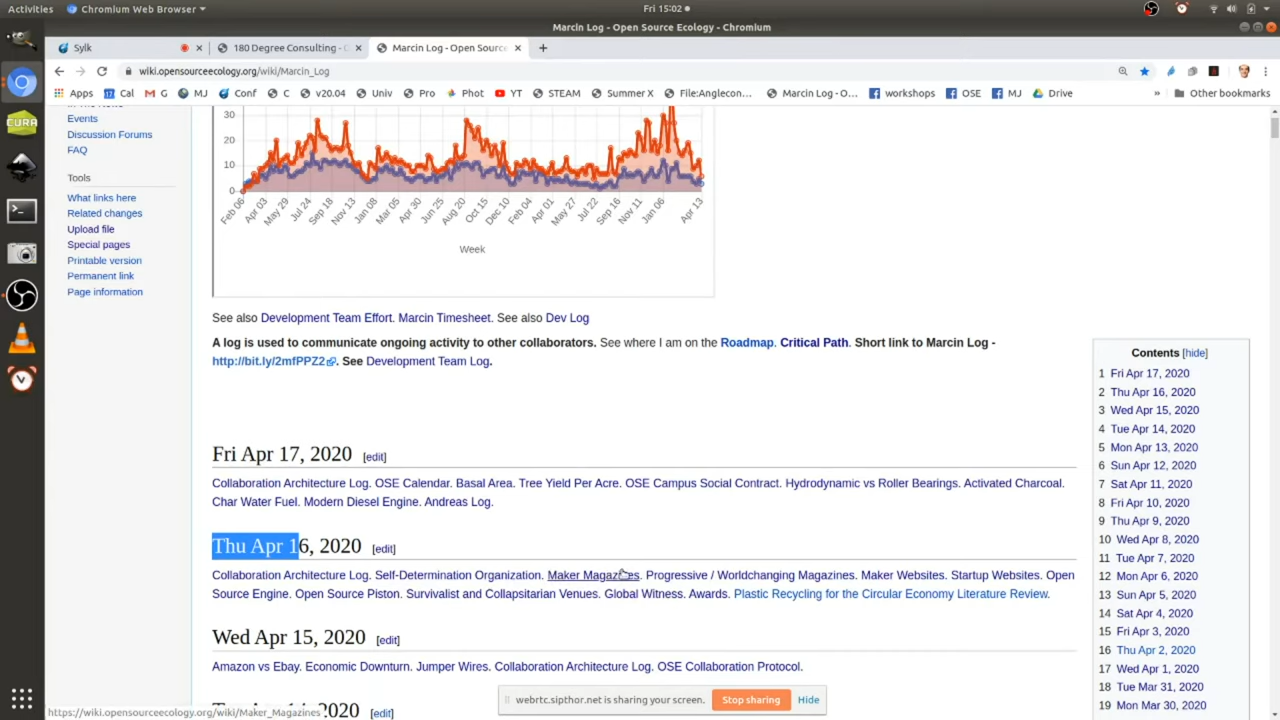 Activities
Chromium Web Browser
Fri 15:02
Marcin Log - Open Source Ecology - Chromium
Sylk
180 Degree Consulting -
Marcin Log - Open Source
wiki.opensourceecology.org/wiki/Marcin_Log
Apps Cal G MJ Conf C v20.04 Univ Pro Phot YT STEAM Summer X File:Anglecon... Marcin Log - O... workshops OSE MJ Drive » Other bookmarks
Events
Discussion Forums
FAQ
Tools
What links here
Related changes
Upload file
Special pages
Printable version
Permanent link
Page information
30
20
10
0
Feb 06 Apr 03 May 29 Jul 24 Sep 18 Nov 13 Jan 08 Mar 05 Apr 30 Jun 25 Aug 20 Oct 15 Dec 10 Feb 04 Apr 01 May 27 Jul 22 Sep 16 Nov 11 Jan 06 Apr 13
Week
See also Development Team Effort. Marcin Timesheet. See also Dev Log
A log is used to communicate ongoing activity to other collaborators. See where I am on the Roadmap. Critical Path. Short link to Marcin Log -
http://bit.ly/2mfPPZ2. See Development Team Log.
Fri Apr 17, 2020 [edit]
Collaboration Architecture Log. OSE Calendar. Basal Area. Tree Yield Per Acre. OSE Campus Social Contract. Hydrodynamic vs Roller Bearings. Activated Charcoal.
Char Water Fuel. Modern Diesel Engine. Andreas Log.
Thu Apr 16, 2020 [edit]
Collaboration Architecture Log. Self-Determination Organization. Maker Magazines. Progressive / Worldchanging Magazines. Maker Websites. Startup Websites. Open
Source Engine. Open Source Piston. Survivalist and Collapsitarian Venues. Global Witness. Awards. Plastic Recycling for the Circular Economy Literature Review.
Wed Apr 15, 2020 [edit]
Amazon vs Ebay. Economic Downturn. Jumper Wires. Collaboration Architecture Log. OSE Collaboration Protocol.
2020 [edit]
Contents [hide]
1 Fri Apr 17, 2020
2 Thu Apr 16, 2020
3 Wed Apr 15, 2020
4 Tue Apr 14, 2020
5 Mon Apr 13, 2020
6 Sun Apr 12, 2020
7 Sat Apr 11, 2020
8 Fri Apr 10, 2020
9 Thu Apr 9, 2020
10 Wed Apr 8, 2020
11 Tue Apr 7, 2020
12 Mon Apr 6, 2020
13 Sun Apr 5, 2020
14 Sat Apr 4, 2020
15 Fri Apr 3, 2020
16 Thu Apr 2, 2020
17 Wed Apr 1, 2020
18 Tue Mar 31, 2020
19 Mon Mar 30, 2020
webrtc.sipthor.net is sharing your screen. Stop sharing Hide
https://wiki.opensourceecology.org/wiki/Maker_Magazines
CURA